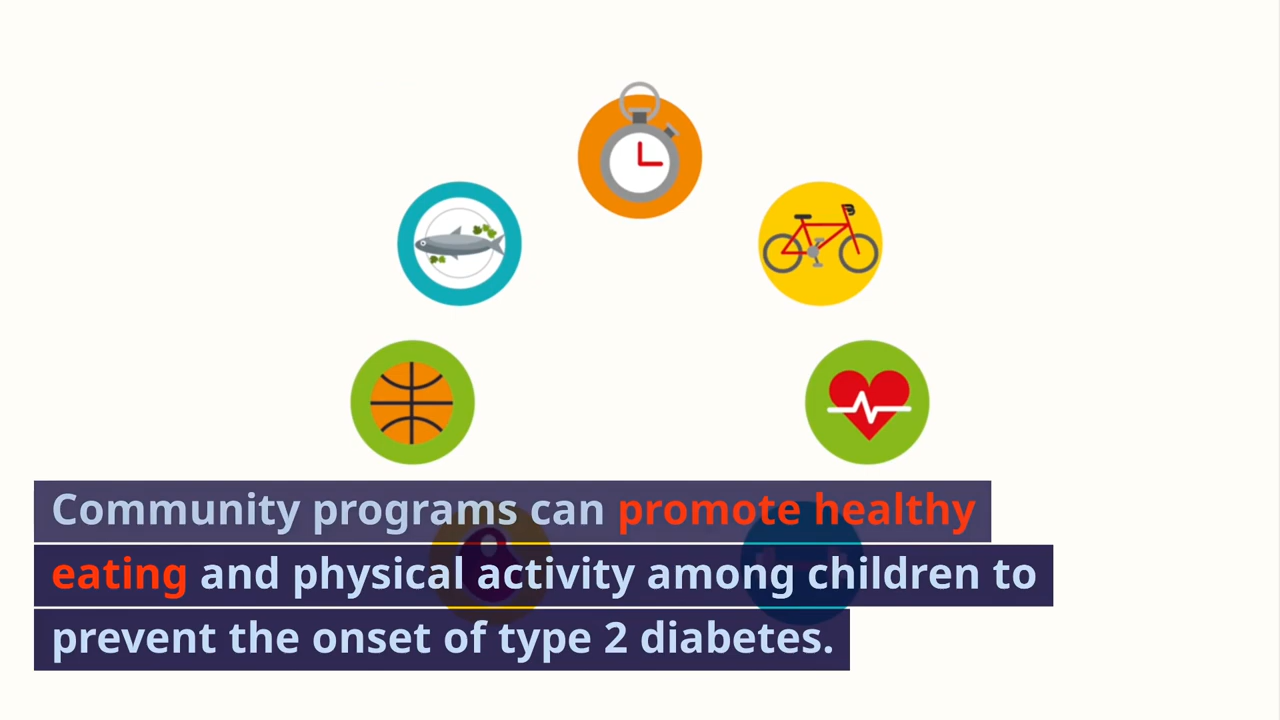 Community programs can promote healthy
eating and physical activity among children to
prevent the onset of type 2 diabetes.